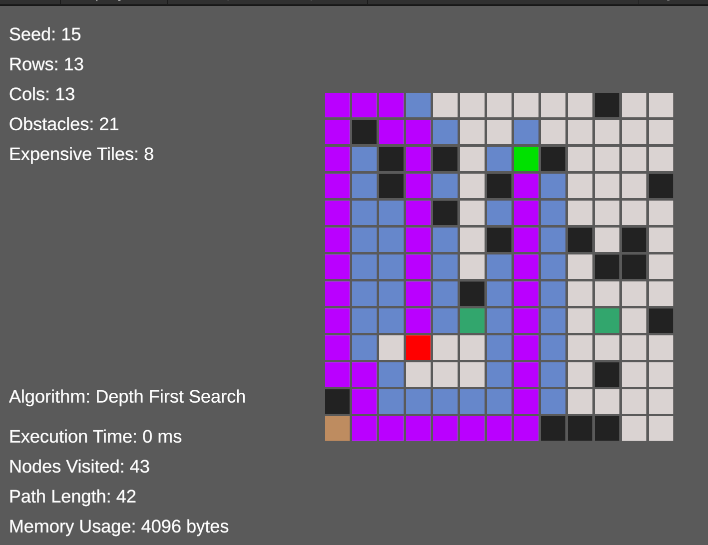 Seed: 15
Rows: 13
Cols: 13
Obstacles: 21
Expensive Tiles: 8
Algorithm: Depth First Search
Execution Time: 0 ms
Nodes Visited: 43
Path Length: 42
Memory Usage: 4096 bytes